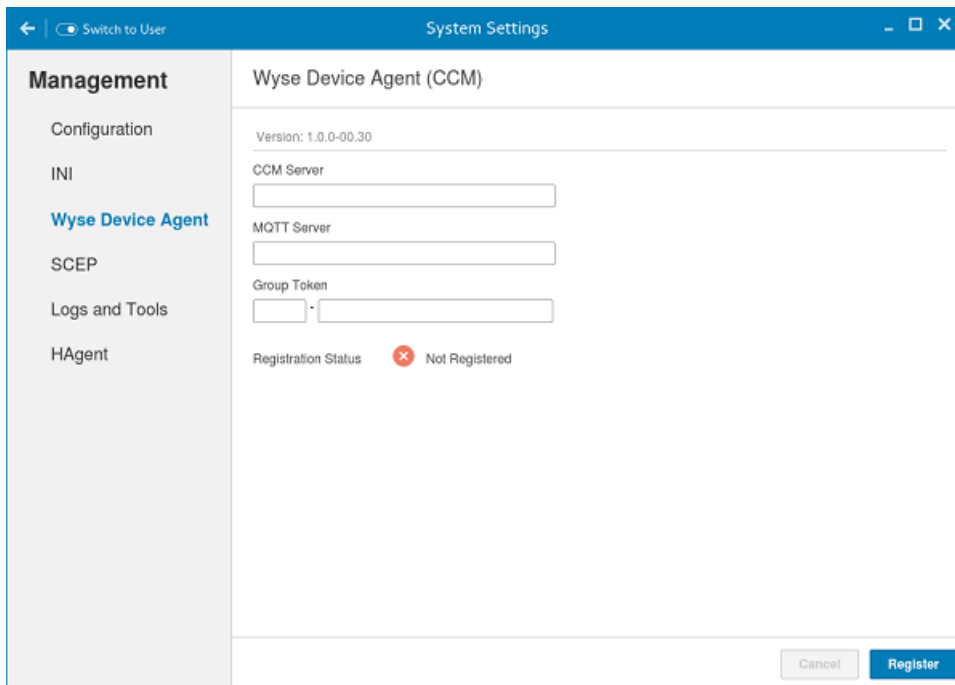 Switch to User
System Settings
Management
Configuration
INI
Wyse Device Agent
SCEP
Logs and Tools
HAgent
Wyse Device Agent (CCM)
Version: 1.0.0-00.30
CCM Server
MQTT Server
Group Token
-
Registration Status Not Registered
Cancel Register